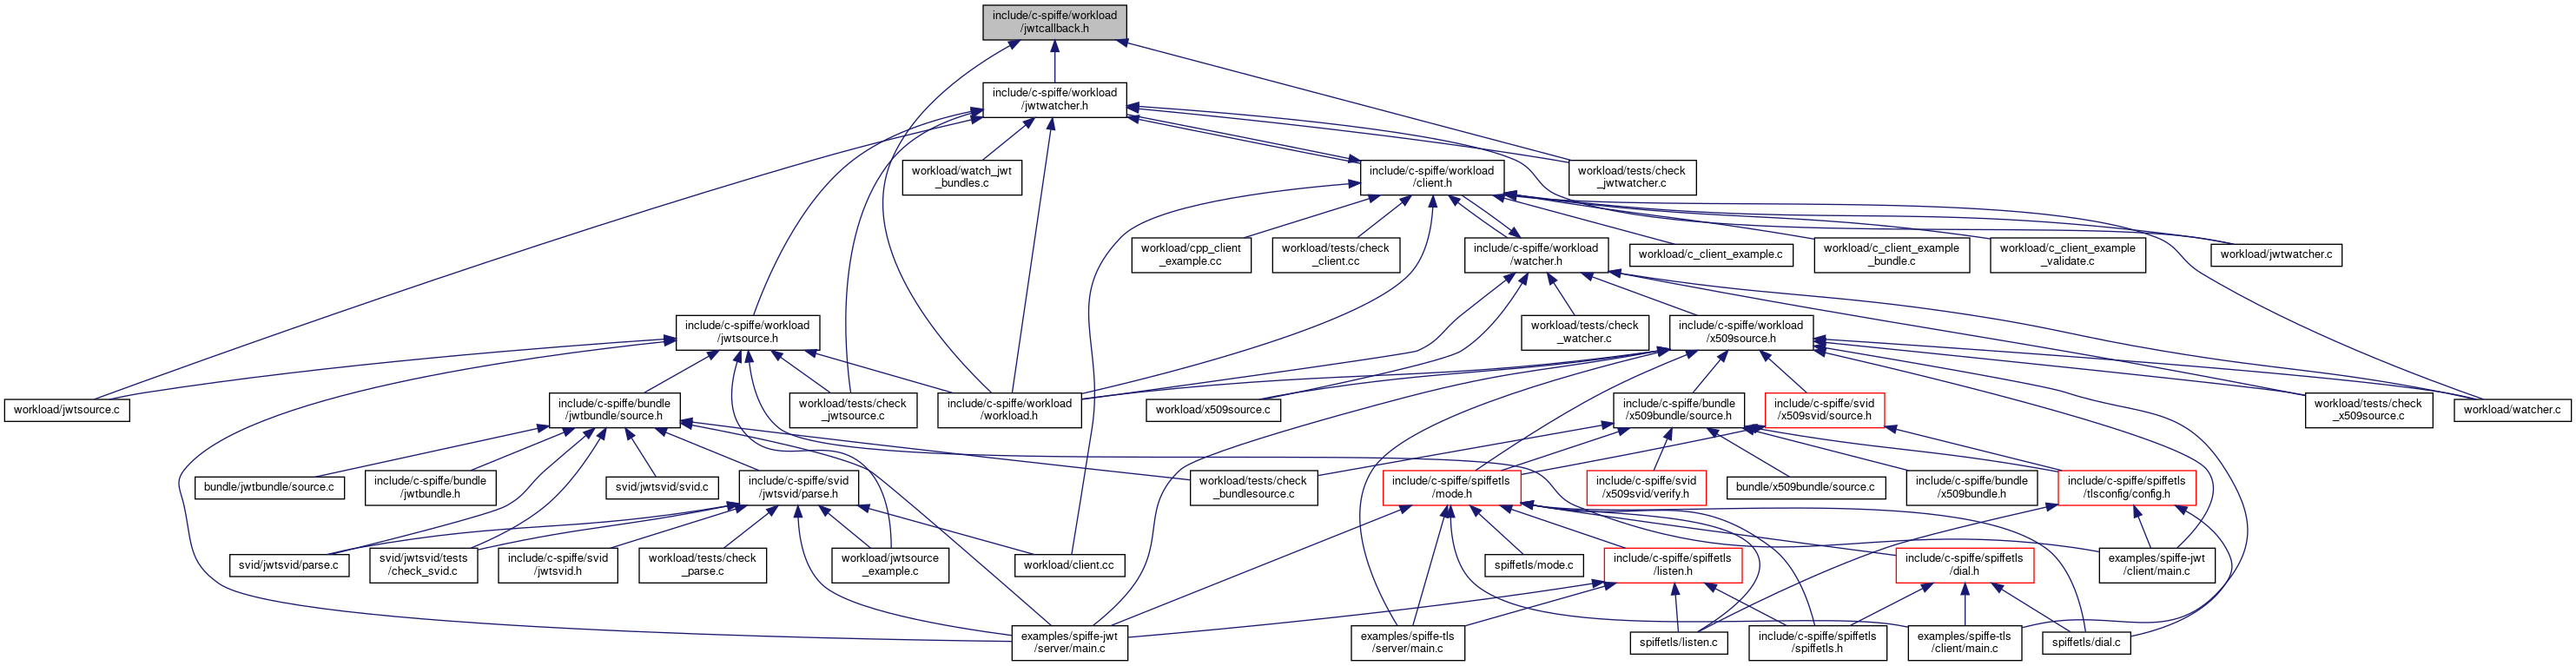 include/c-spiffe/workload
/jwtcallback.h
include/c-spiffe/workload
/jwtwatcher.h
workload/watch_jwt
_bundles.c
include/c-spiffe/workload
/client.h
workload/tests/check
_jwtwatcher.c
workload/cpp_client
_example.cc
workload/tests/check
_client.cc
include/c-spiffe/workload
/watcher.h
workload/c_client_example.c
workload/c_client_example
_bundle.c
workload/c_client_example
_validate.c
workload/jwtwatcher.c
include/c-spiffe/workload
/jwtsource.h
workload/tests/check
_watcher.c
include/c-spiffe/workload
/x509source.h
workload/jwtsource.c
include/c-spiffe/bundle
/jwtbundle/source.h
workload/tests/check
_jwtsource.c
include/c-spiffe/workload
/workload.h
workload/x509source.c
include/c-spiffe/bundle
/x509bundle/source.h
include/c-spiffe/svid
/x509svid/source.h
workload/tests/check
_x509source.c
workload/watcher.c
bundle/jwtbundle/source.c
include/c-spiffe/bundle
/jwtbundle.h
svid/jwtsvid/svid.c
include/c-spiffe/svid
/jwtsvid/parse.h
workload/tests/check
_bundlesource.c
include/c-spiffe/spiffetls
/mode.h
include/c-spiffe/svid
/x509svid/verify.h
bundle/x509bundle/source.c
include/c-spiffe/bundle
/x509bundle.h
include/c-spiffe/spiffetls
/tlsconfig/config.h
svid/jwtsvid/parse.c
svid/jwtsvid/tests
/check_svid.c
include/c-spiffe/svid
/jwtsvid.h
workload/tests/check
_parse.c
workload/jwtsource
_example.c
workload/client.cc
spiffetls/mode.c
include/c-spiffe/spiffetls
/listen.h
include/c-spiffe/spiffetls
/dial.h
examples/spiffe-jwt
/client/main.c
examples/spiffe-jwt
/server/main.c
examples/spiffe-tls
/server/main.c
spiffetls/listen.c
include/c-spiffe/spiffetls
/spiffetls.h
examples/spiffe-tls
/client/main.c
spiffetls/dial.c